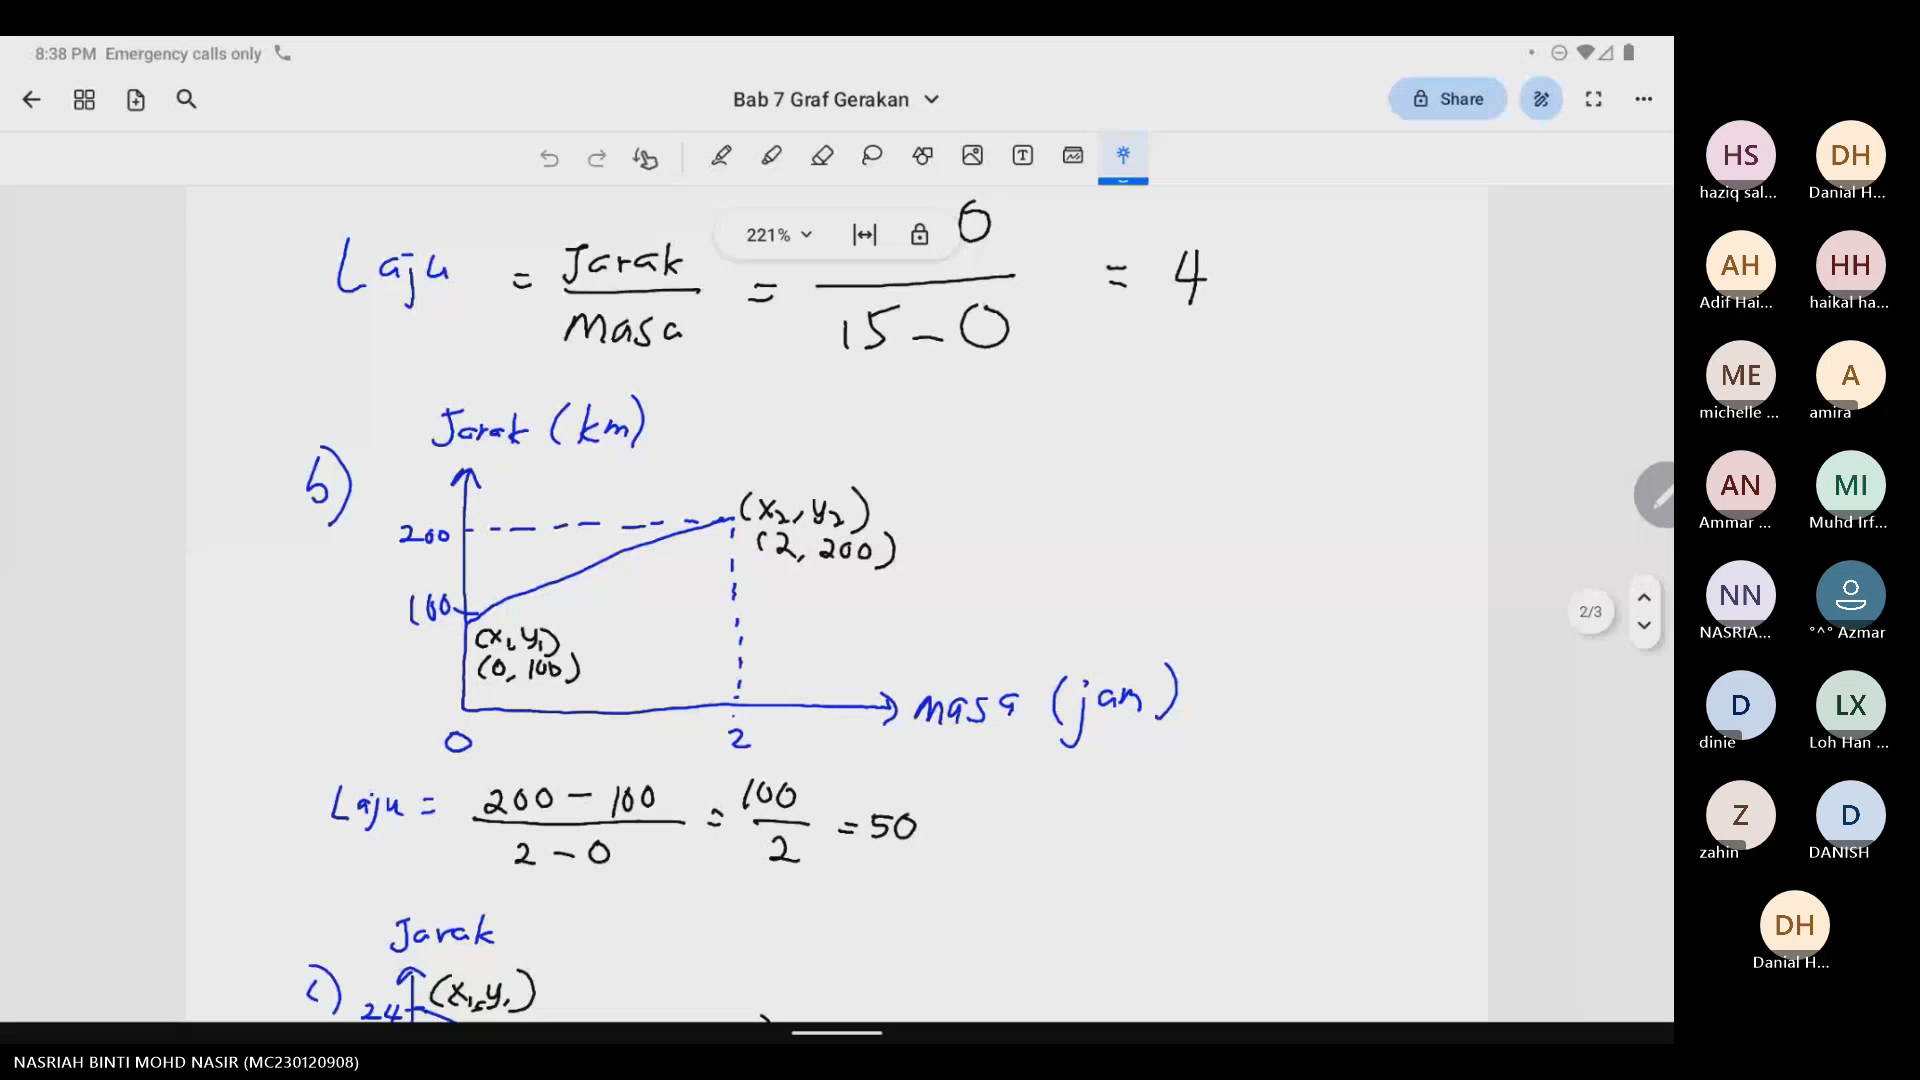 8:38 PM Emergency calls only
Bab 7 Graf Gerakan
Share
221%
0
Laju = Jarak / Masa = / 15 - 0 = 4
b)
Jarak (km)
200
100
(x₂, y₂)
(2, 200)
(x₁, y₁)
(0, 100)
0
2
masa (jam)
Laju = 200 - 100 / 2 - 0 = 100 / 2 = 50
c)
Jarak
24
(x₁, y₁)
2/3
HS
haziq sal...
DH
Danial H...
AH
Adif Hai...
HH
haikal ha...
ME
michelle ...
A
amira
AN
Ammar ...
MI
Muhd Irf...
NN
NASRIA...
°^° Azmar
D
dinie
LX
Loh Han ...
Z
zahin
D
DANISH
DH
Danial H...
NASRIAH BINTI MOHD NASIR (MC230120908)